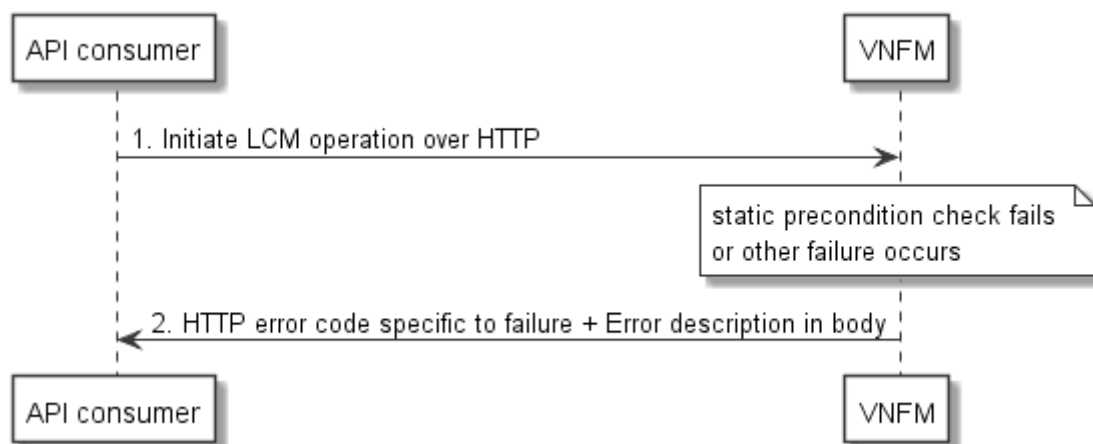 API consumer
VNFM
1. Initiate LCM operation over HTTP
static precondition check fails
or other failure occurs
2. HTTP error code specific to failure + Error description in body
API consumer
VNFM